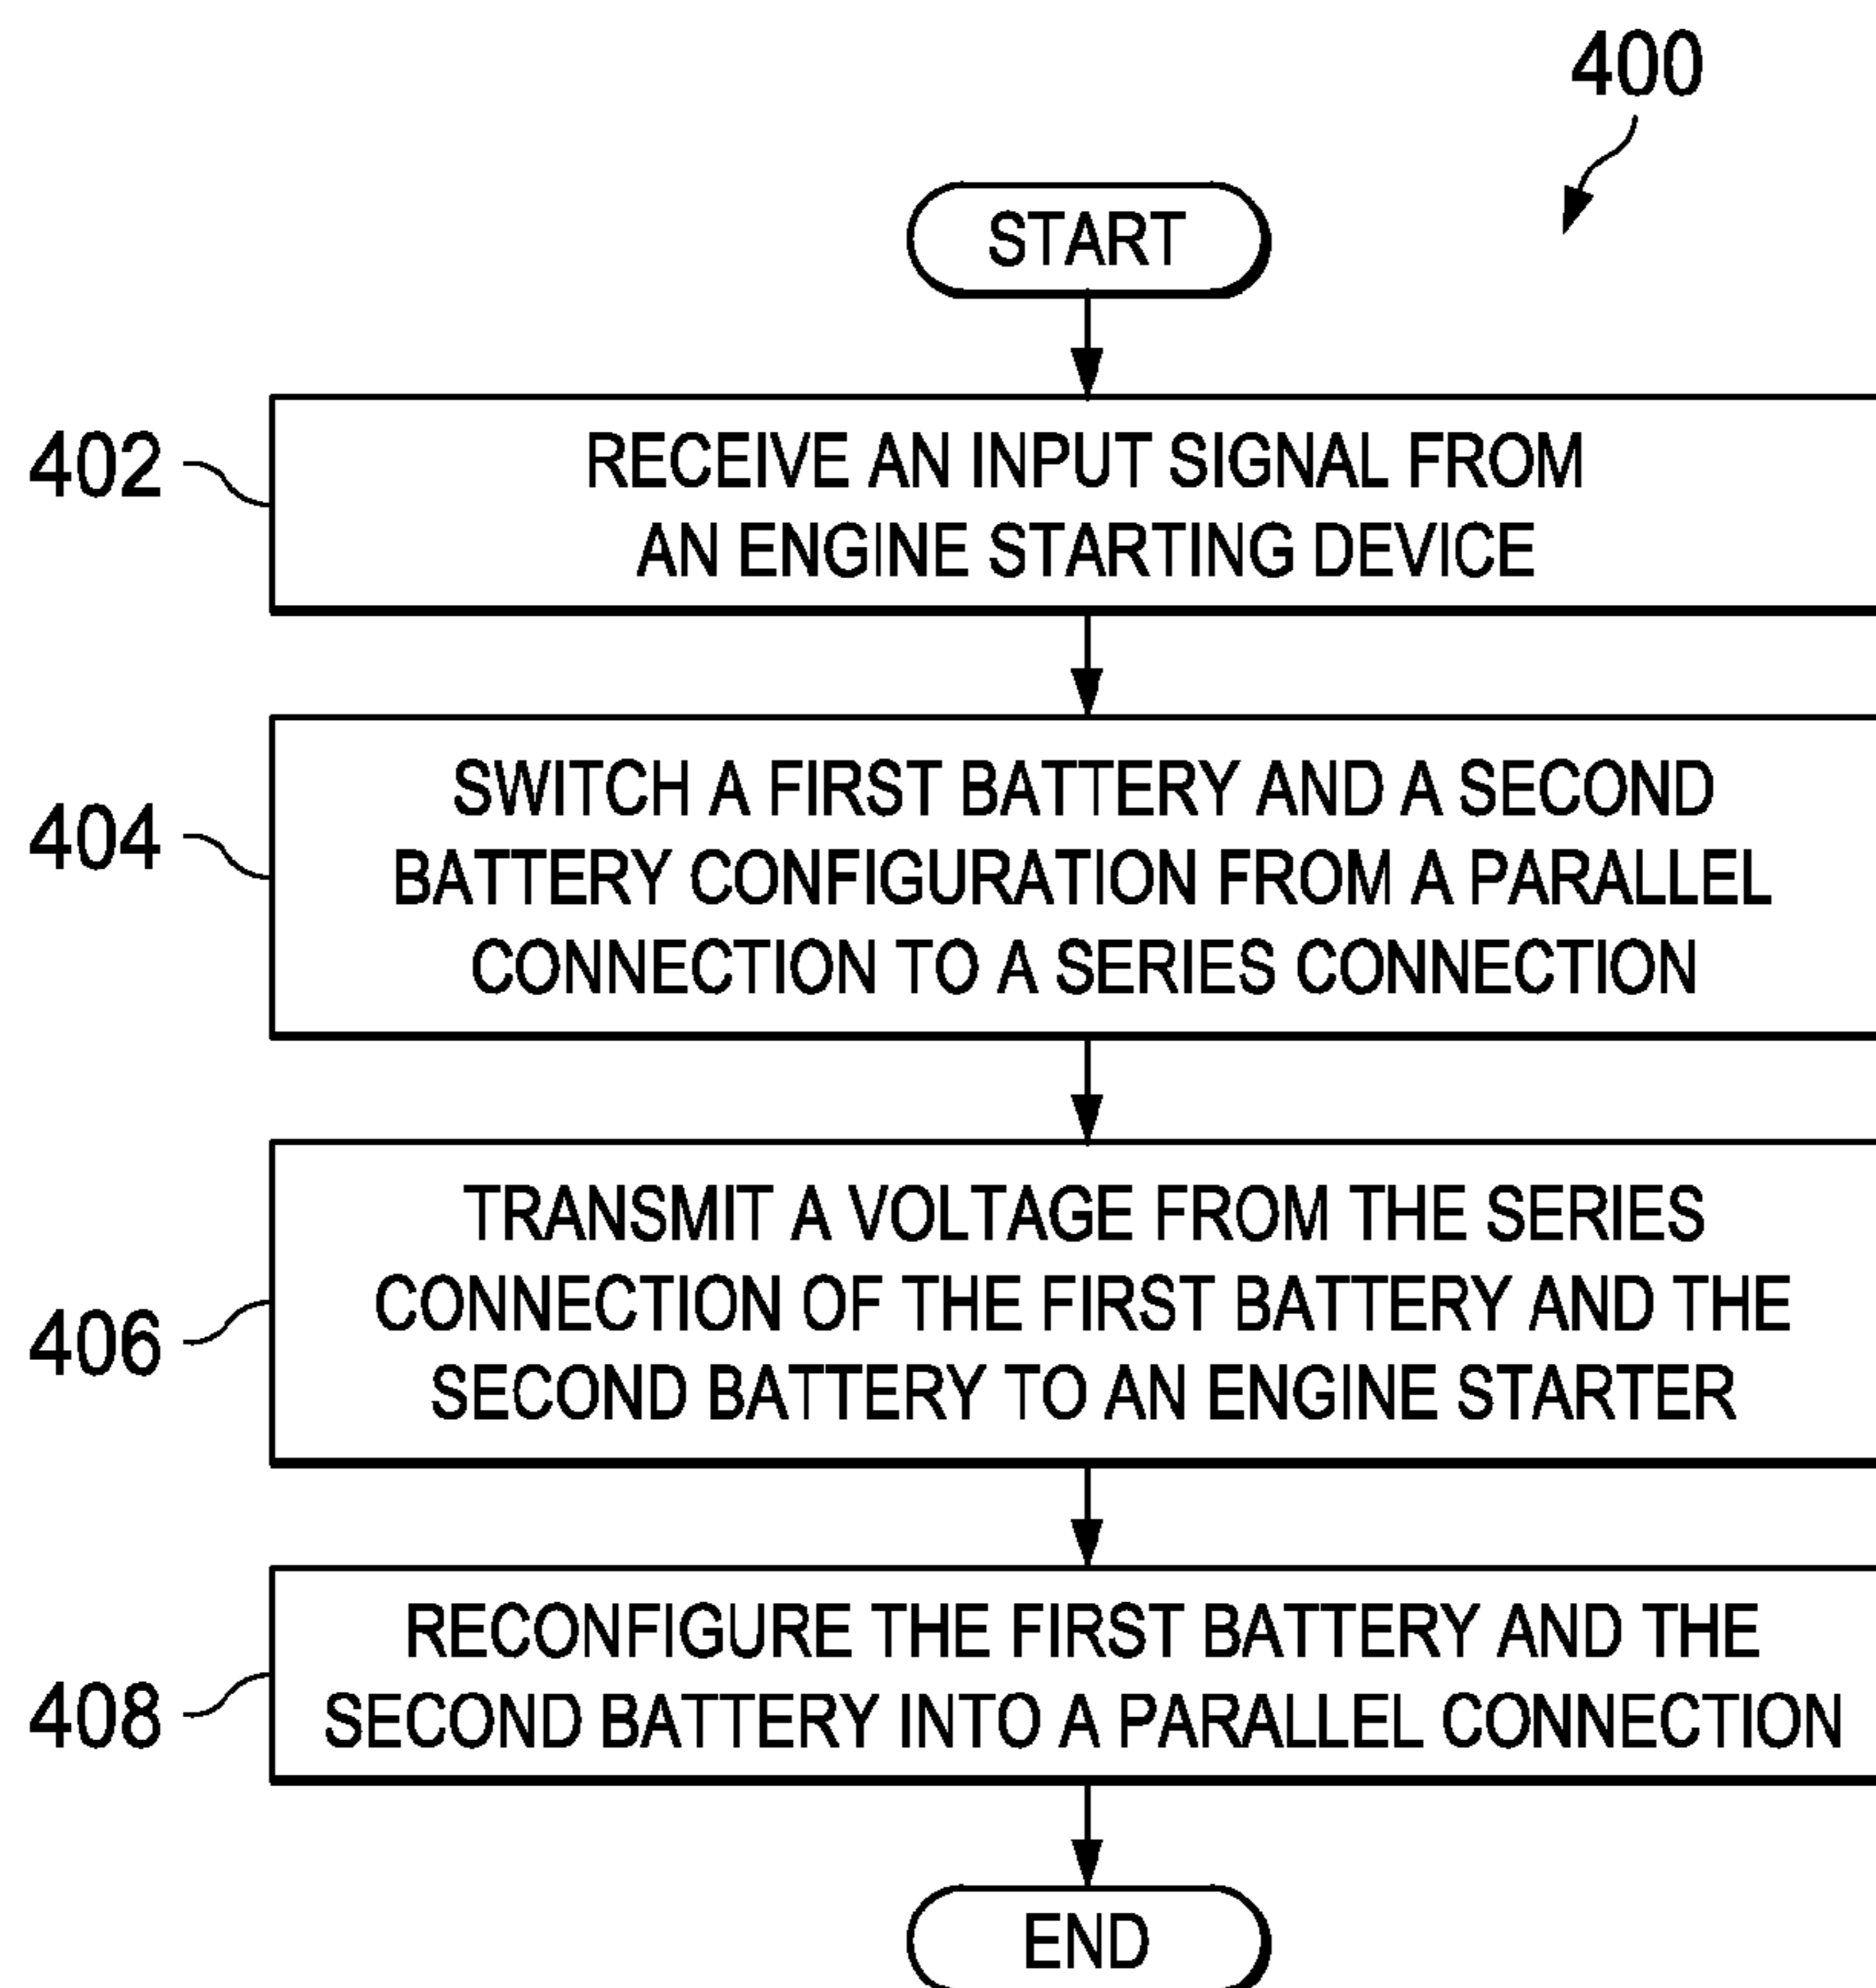 400
START
402
RECEIVE AN INPUT SIGNAL FROM
AN ENGINE STARTING DEVICE
404
SWITCH A FIRST BATTERY AND A SECOND
BATTERY CONFIGURATION FROM A PARALLEL
CONNECTION TO A SERIES CONNECTION
406
TRANSMIT A VOLTAGE FROM THE SERIES
CONNECTION OF THE FIRST BATTERY AND THE
SECOND BATTERY TO AN ENGINE STARTER
408
RECONFIGURE THE FIRST BATTERY AND THE
SECOND BATTERY INTO A PARALLEL CONNECTION
END